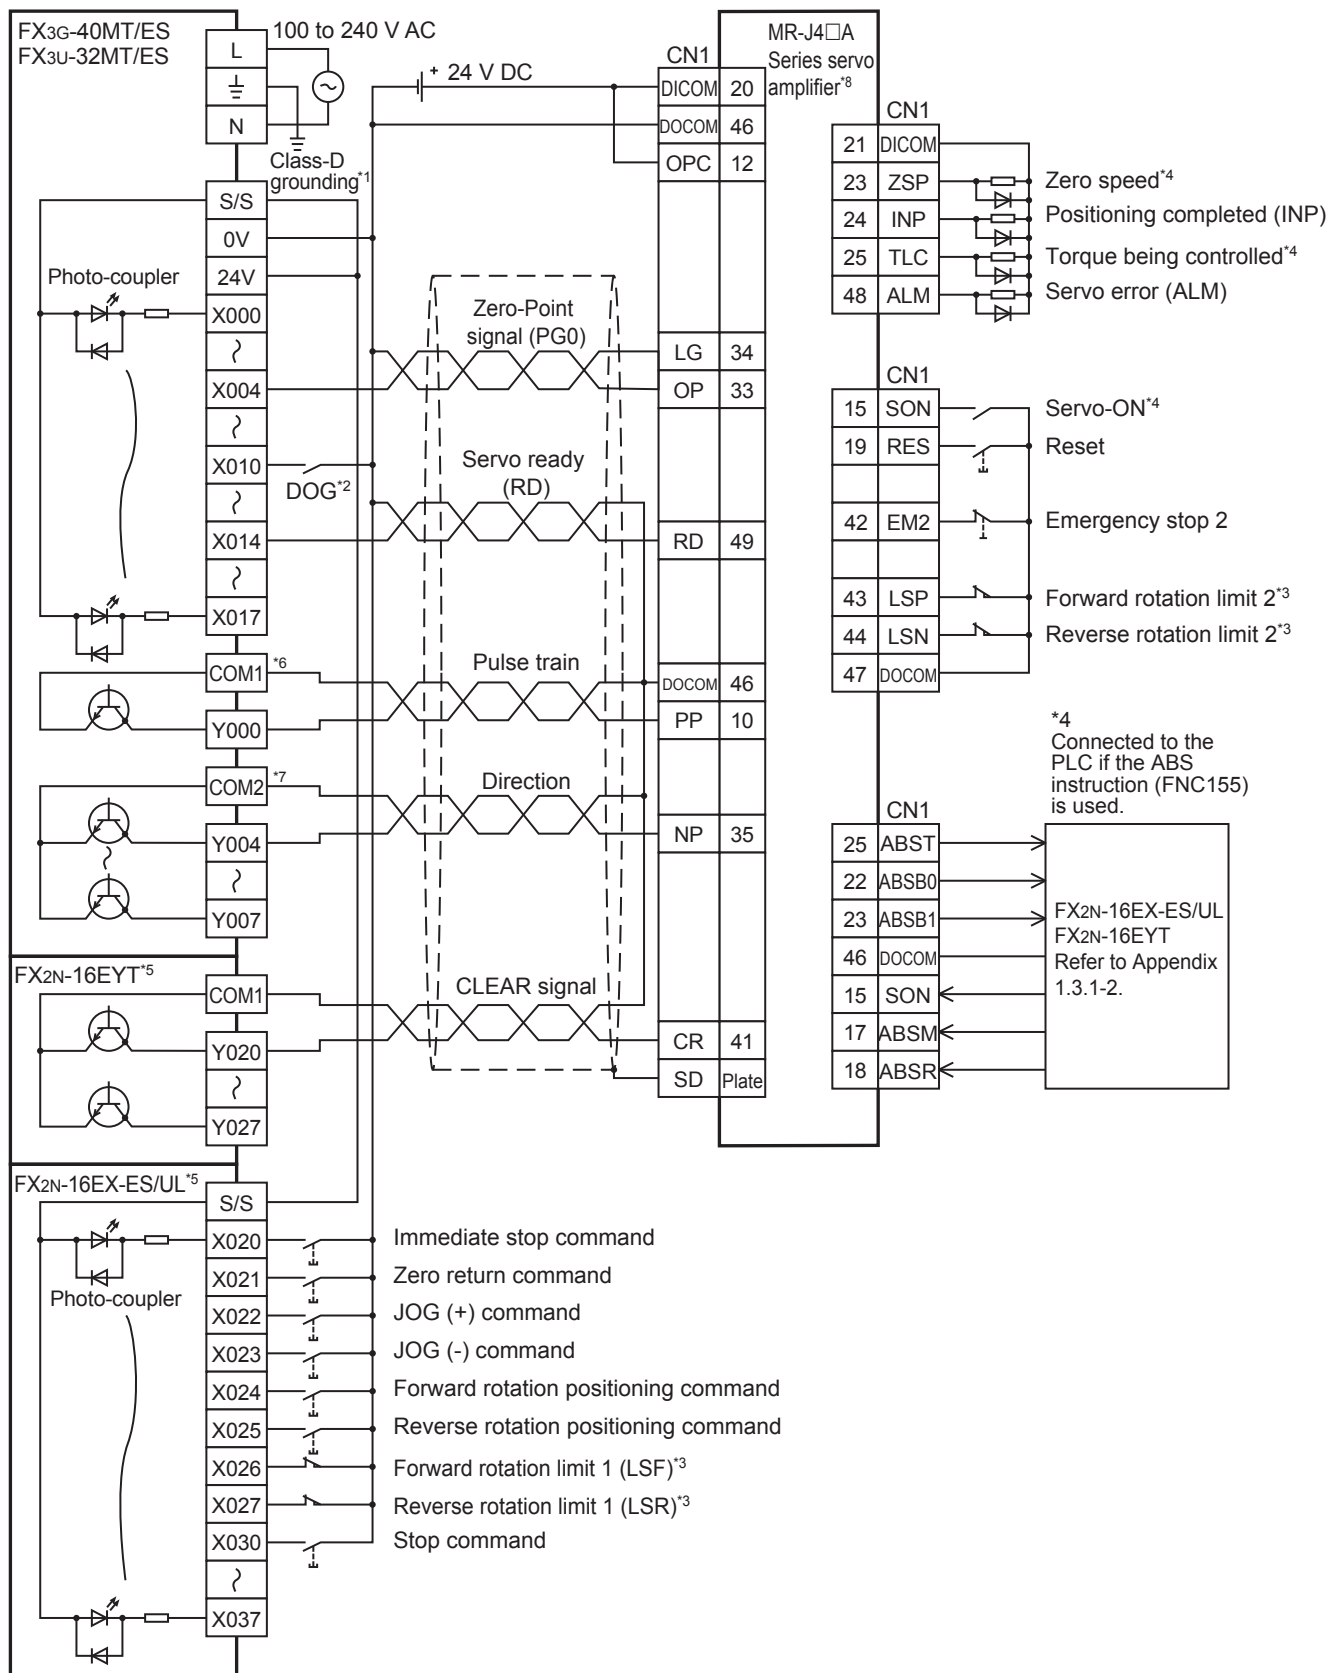 FX3G-40MT/ES
FX3U-32MT/ES
L
N
100 to 240 V AC
Class-D
grounding*1
S/S
0V
24V
X000
X004
X010
X014
X017
COM1 *6
Y000
COM2 *7
Y004
Y007
Photo-coupler
DOG*2
+ 24 V DC
Zero-Point
signal (PG0)
Servo ready
(RD)
Pulse train
Direction
CLEAR signal
FX2N-16EYT*5
COM1
Y020
Y027
FX2N-16EX-ES/UL*5
S/S
Photo-coupler
X020 Immediate stop command
X021 Zero return command
X022 JOG (+) command
X023 JOG (-) command
X024 Forward rotation positioning command
X025 Reverse rotation positioning command
X026 Forward rotation limit 1 (LSF)*3
X027 Reverse rotation limit 1 (LSR)*3
X030 Stop command
X037
MR-J4□A
Series servo
amplifier*8
CN1
DICOM 20
DOCOM 46
OPC 12
LG 34
OP 33
RD 49
DOCOM 46
PP 10
NP 35
CR 41
SD Plate
CN1
21 DICOM
23 ZSP Zero speed*4
24 INP Positioning completed (INP)
25 TLC Torque being controlled*4
48 ALM Servo error (ALM)
CN1
15 SON Servo-ON*4
19 RES Reset
42 EM2 Emergency stop 2
43 LSP Forward rotation limit 2*3
44 LSN Reverse rotation limit 2*3
47 DOCOM
*4
Connected to the
PLC if the ABS
instruction (FNC155)
is used.
CN1
25 ABST
22 ABSB0
23 ABSB1
46 DOCOM
15 SON
17 ABSM
18 ABSR
FX2N-16EX-ES/UL
FX2N-16EYT
Refer to Appendix
1.3.1-2.